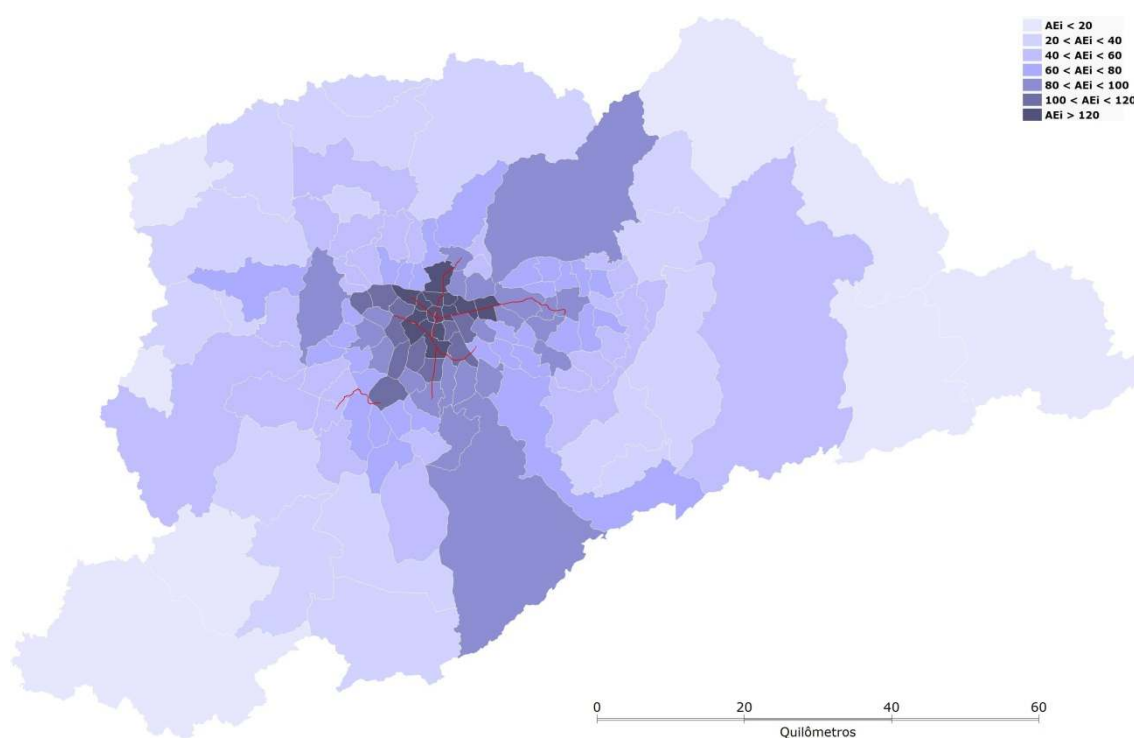 AEi < 20
20 < AEi < 40
40 < AEi < 60
60 < AEi < 80
80 < AEi < 100
100 < AEi < 120
AEi > 120
0 20 40 60
Quilômetros